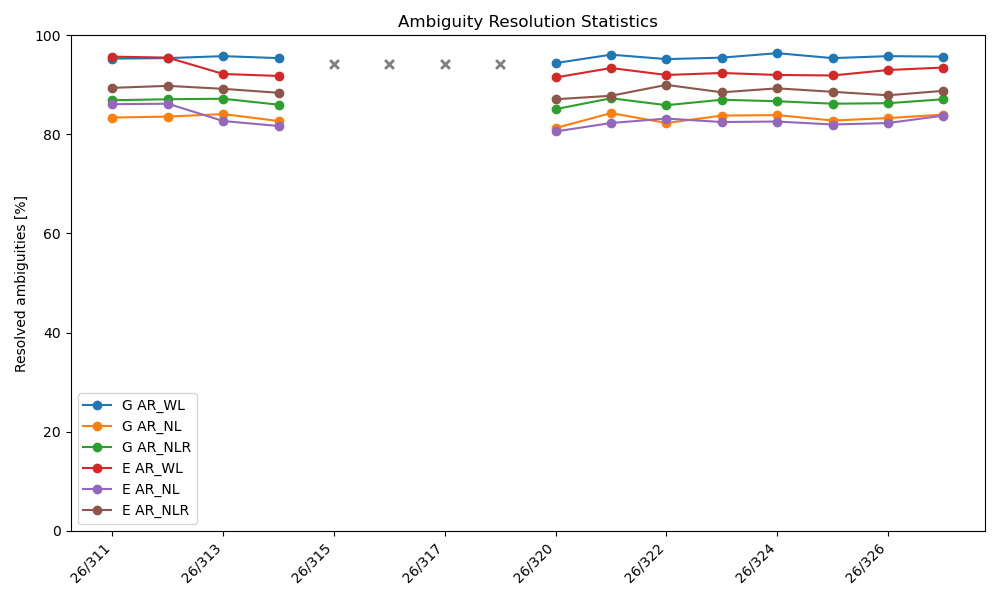 Ambiguity Resolution Statistics
Resolved ambiguities [%]
100
80
60
40
20
0
G AR_WL
G AR_NL
G AR_NLR
E AR_WL
E AR_NL
E AR_NLR
26/311
26/313
26/315
26/317
26/320
26/322
26/324
26/326